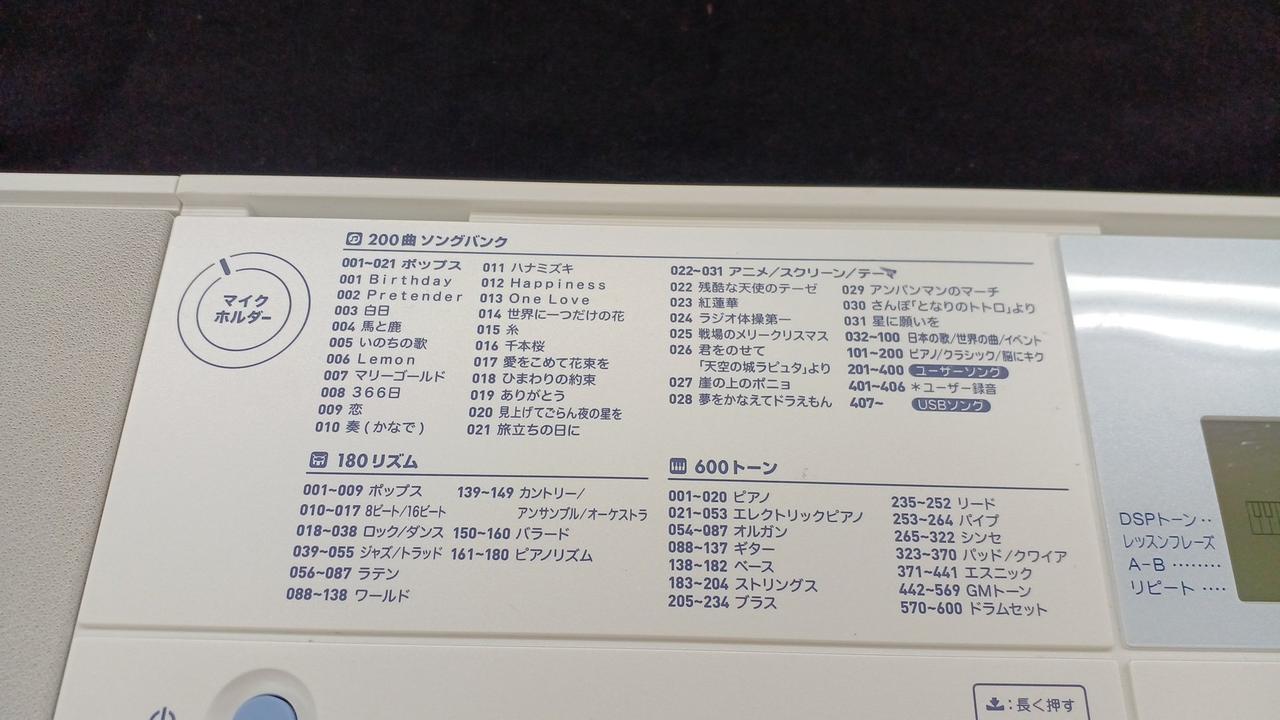 マイク
ホルダー
200曲 ソングバンク
001~021 ポップス
001 Birthday
002 Pretender
003 白日
004 馬と鹿
005 いのちの歌
006 Lemon
007 マリーゴールド
008 366日
009 恋
010 奏(かなで)
011 ハナミズキ
012 Happiness
013 One Love
014 世界に一つだけの花
015 糸
016 千本桜
017 愛をこめて花束を
018 ひまわりの約束
019 ありがとう
020 見上げてごらん夜の星を
021 旅立ちの日に
022~031 アニメ/スクリーン/テーマ
022 残酷な天使のテーゼ
023 紅蓮華
024 ラジオ体操第一
025 戦場のメリークリスマス
026 君をのせて
「天空の城ラピュタ」より
027 崖の上のポニョ
028 夢をかなえてドラえもん
029 アンパンマンのマーチ
030 さんぽ「となりのトトロ」より
031 星に願いを
032~100 日本の歌/世界の曲/イベント
101~200 ピアノ/クラシック/脳にキク
201~400 ユーザーソング
401~406 *ユーザー録音
407~ USBソング
180リズム
001~009 ポップス
010~017 8ビート/16ビート
018~038 ロック/ダンス
039~055 ジャズ/トラッド
056~087 ラテン
088~138 ワールド
139~149 カントリー/
アンサンブル/オーケストラ
150~160 バラード
161~180 ピアノリズム
600トーン
001~020 ピアノ
021~053 エレクトリックピアノ
054~087 オルガン
088~137 ギター
138~182 ベース
183~204 ストリングス
205~234 ブラス
235~252 リード
253~264 パイプ
265~322 シンセ
323~370 パッド/クワイア
371~441 エスニック
442~569 GMトーン
570~600 ドラムセット
DSPトーン‥
レッスンフレーズ
A-B ‥‥‥‥
リピート ‥‥
:長く押す